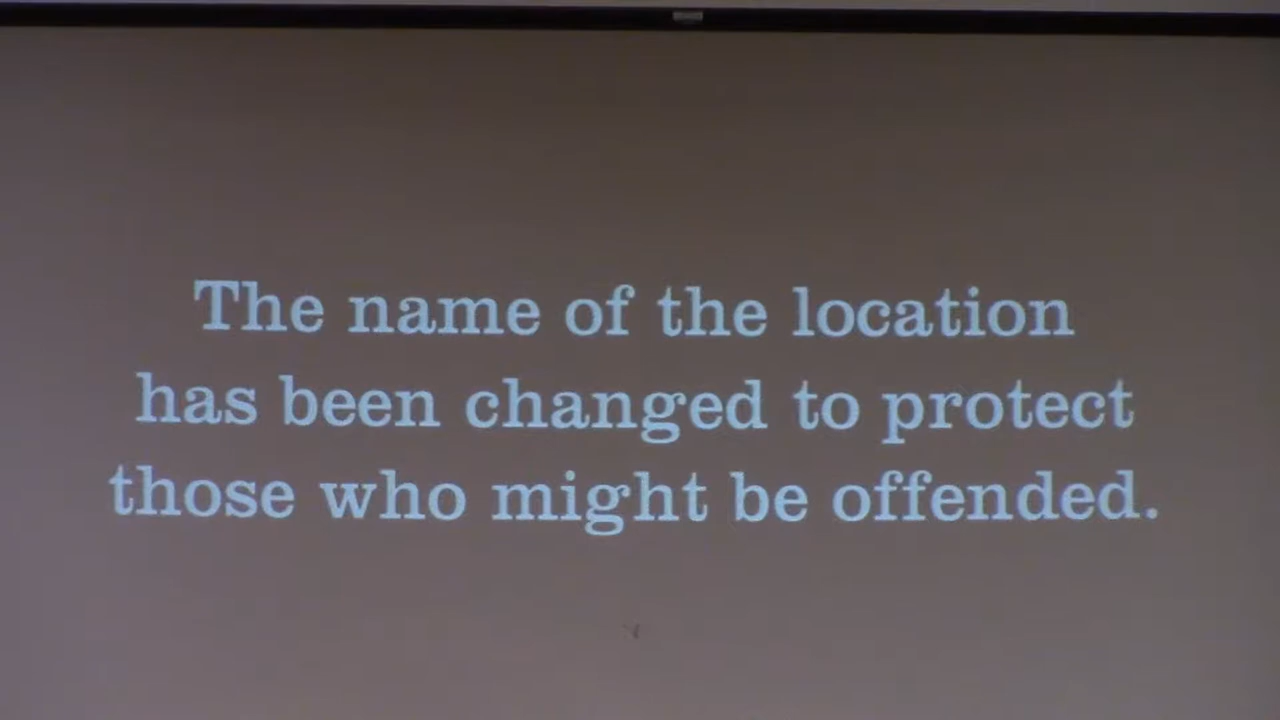 The name of the location
has been changed to protect
those who might be offended.